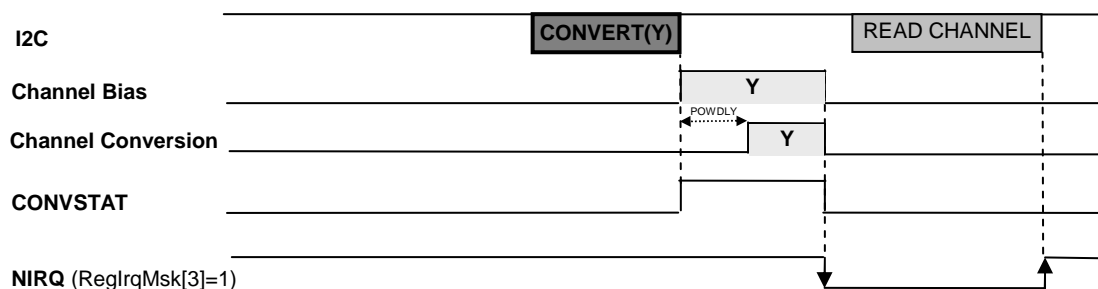 I2C
CONVERT(Y)
READ CHANNEL
Channel Bias
Y
POWDLY
Channel Conversion
Y
CONVSTAT
NIRQ (RegIrqMsk[3]=1)